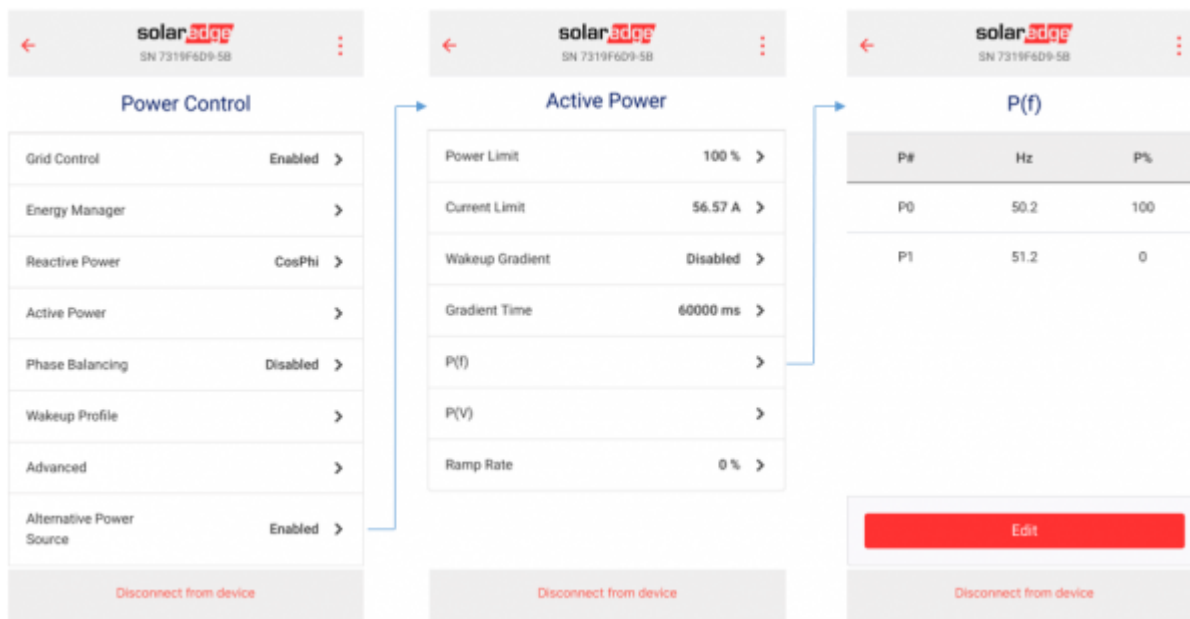 solaredge
SN 7319F6D9-5B
Power Control
Grid Control Enabled
Energy Manager
Reactive Power CosPhi
Active Power
Phase Balancing Disabled
Wakeup Profile
Advanced
Alternative Power
Source Enabled
Disconnect from device
solaredge
SN 7319F6D9-5B
Active Power
Power Limit 100 %
Current Limit 56.57 A
Wakeup Gradient Disabled
Gradient Time 60000 ms
P(f)
P(V)
Ramp Rate 0 %
Disconnect from device
solaredge
SN 7319F6D9-5B
P(f)
P# Hz P%
P0 50.2 100
P1 51.2 0
Edit
Disconnect from device